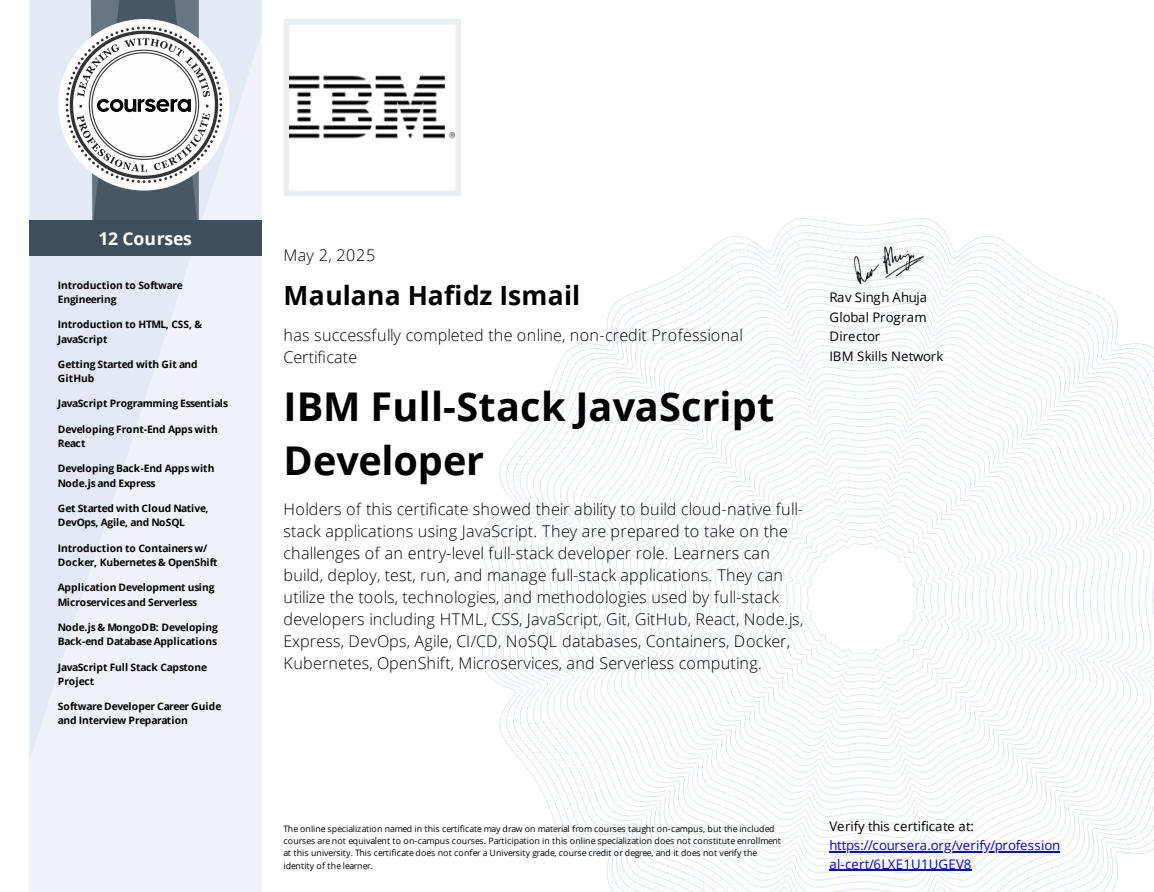 LEARNING WITHOUT LIMITS
coursera
PROFESSIONAL CERTIFICATE
IBM
®
12 Courses
Introduction to Software
Engineering
Introduction to HTML, CSS, &
JavaScript
Getting Started with Git and
GitHub
JavaScript Programming Essentials
Developing Front-End Apps with
React
Developing Back-End Apps with
Node.js and Express
Get Started with Cloud Native,
DevOps, Agile, and NoSQL
Introduction to Containers w/
Docker, Kubernetes & OpenShift
Application Development using
Microservices and Serverless
Node.js & MongoDB: Developing
Back-end Database Applications
JavaScript Full Stack Capstone
Project
Software Developer Career Guide
and Interview Preparation
May 2, 2025
Maulana Hafidz Ismail
has successfully completed the online, non-credit Professional
Certificate
IBM Full-Stack JavaScript
Developer
Holders of this certificate showed their ability to build cloud-native full-
stack applications using JavaScript. They are prepared to take on the
challenges of an entry-level full-stack developer role. Learners can
build, deploy, test, run, and manage full-stack applications. They can
utilize the tools, technologies, and methodologies used by full-stack
developers including HTML, CSS, JavaScript, Git, GitHub, React, Node.js,
Express, DevOps, Agile, CI/CD, NoSQL databases, Containers, Docker,
Kubernetes, OpenShift, Microservices, and Serverless computing.
Rav Singh Ahuja
Global Program
Director
IBM Skills Network
The online specialization named in this certificate may draw on material from courses taught on-campus, but the included
courses are not equivalent to on-campus courses. Participation in this online specialization does not constitute enrollment
at this university. This certificate does not confer a University grade, course credit or degree, and it does not verify the
identity of the learner.
Verify this certificate at:
https://coursera.org/verify/profession
al-cert/6LXE1U1UGEV8